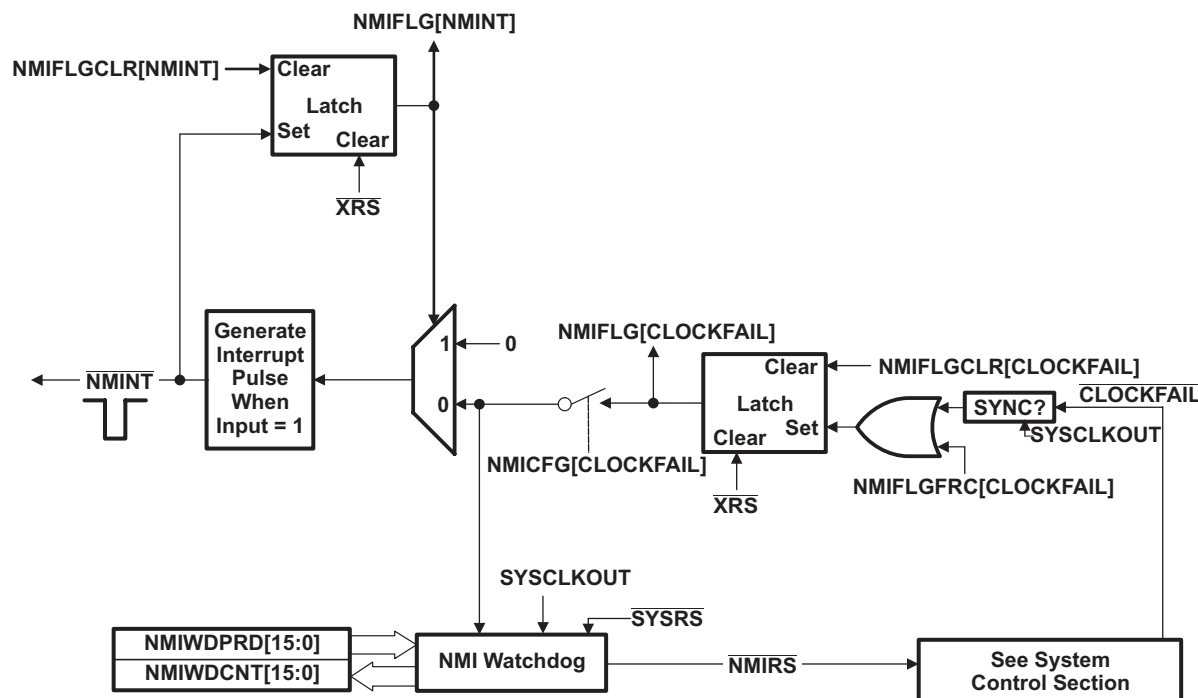 NMIFLG[NMINT]
NMIFLGCLR[NMINT]
Clear
Latch
Set
Clear
XRS
Generate
Interrupt
Pulse
When
Input = 1
NMINT
1
0
0
NMIFLG[CLOCKFAIL]
NMICFG[CLOCKFAIL]
Clear
Latch
Set
Clear
XRS
NMIFLGCLR[CLOCKFAIL]
CLOCKFAIL
SYNC?
SYSCLKOUT
NMIFLGFRC[CLOCKFAIL]
SYSCLKOUT
SYSRS
NMIWDPRD[15:0]
NMIWDCNT[15:0]
NMI Watchdog
NMIRS
See System
Control Section